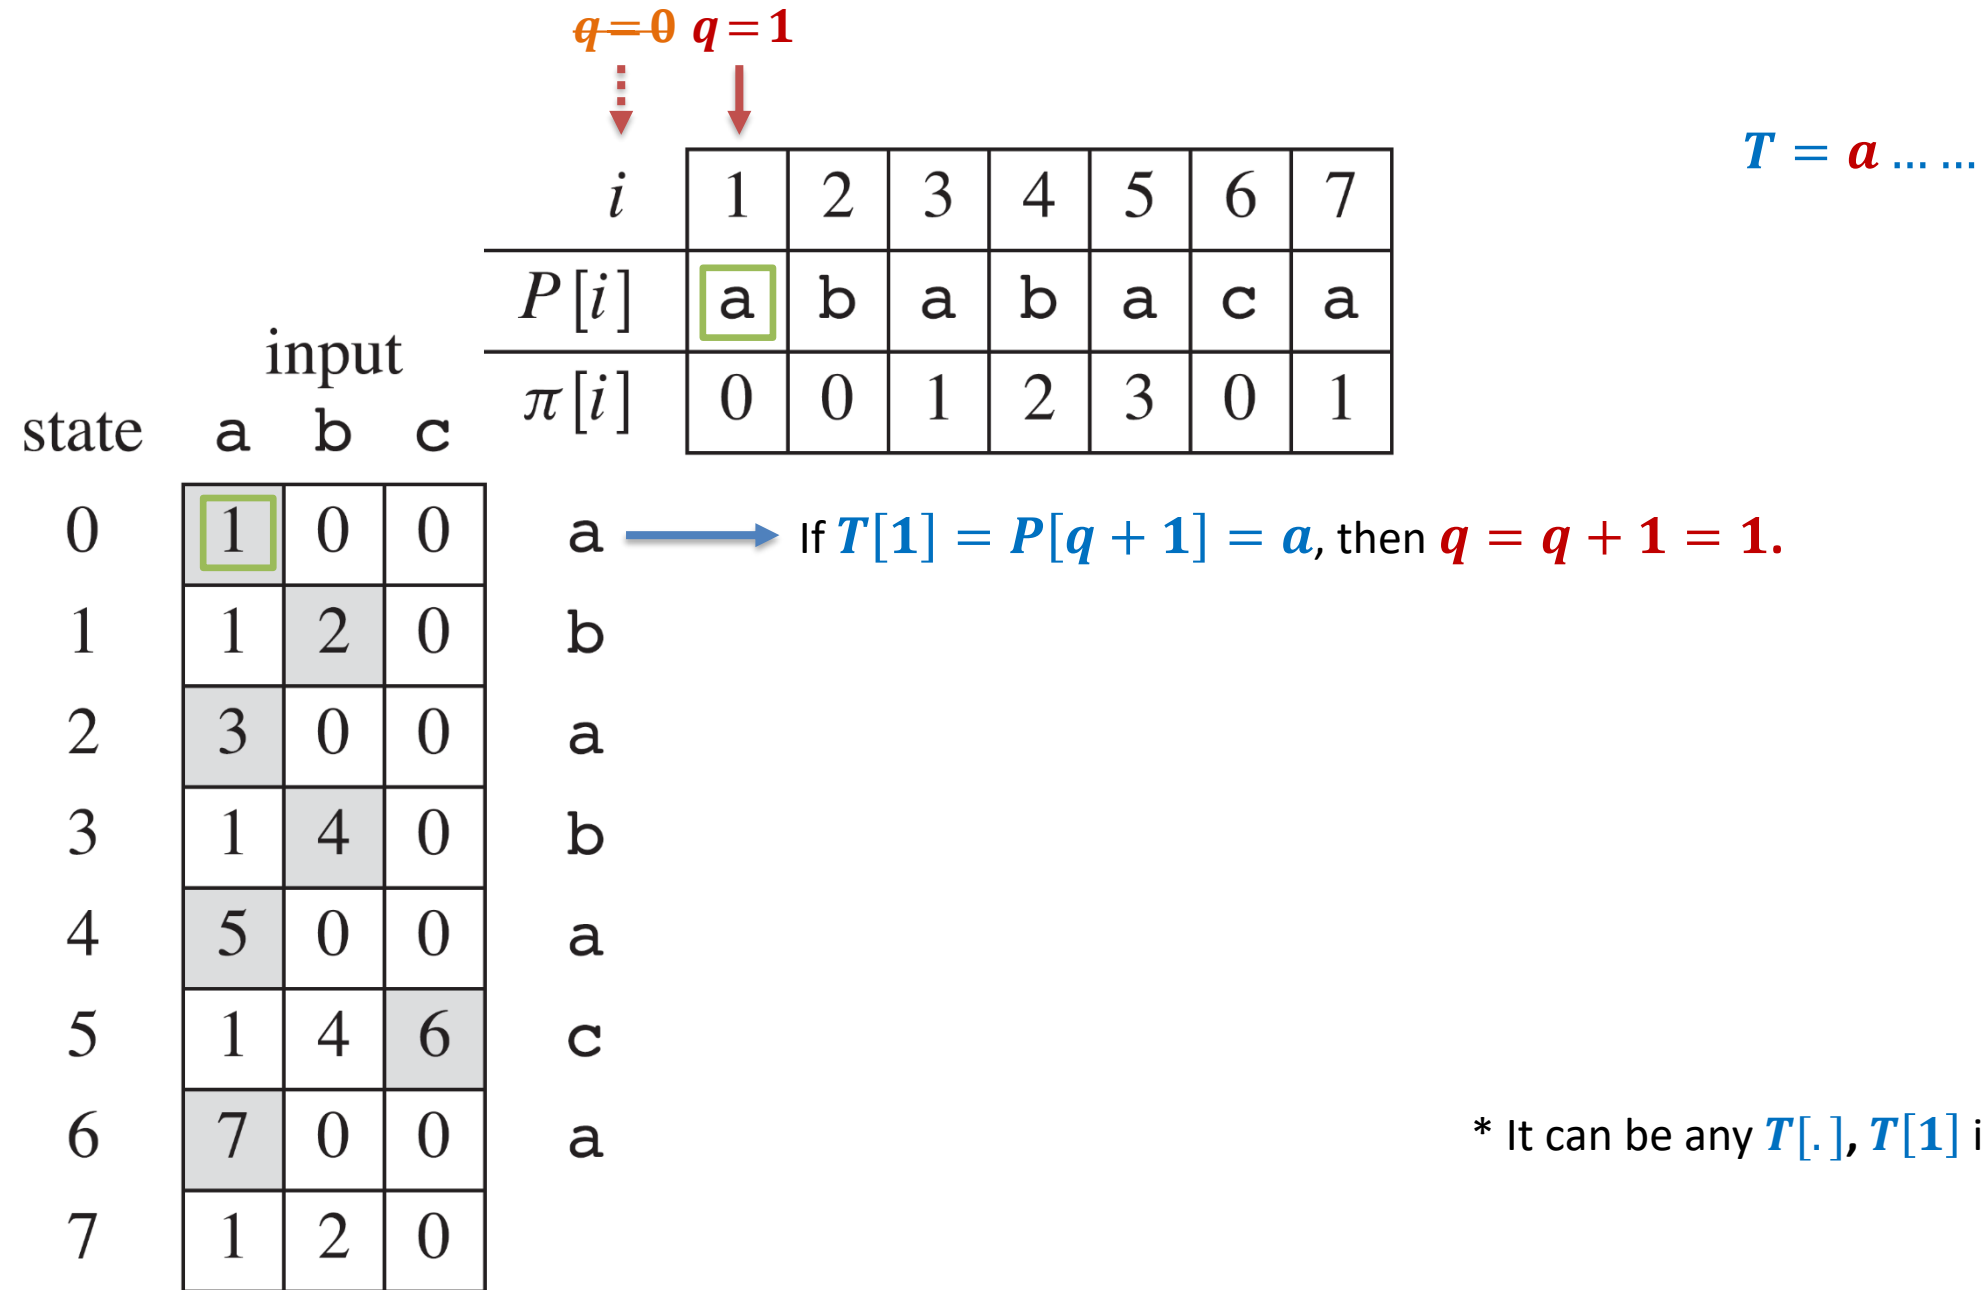 q = 0 q = 1
T = a … …
i 1 2 3 4 5 6 7
P[i] a b a b a c a
π[i] 0 0 1 2 3 0 1
input
state a b c
0 1 0 0 a If T[1] = P[q + 1] = a, then q = q + 1 = 1.
1 1 2 0 b
2 3 0 0 a
3 1 4 0 b
4 5 0 0 a
5 1 4 6 c
6 7 0 0 a
* It can be any T[.], T[1] i
7 1 2 0